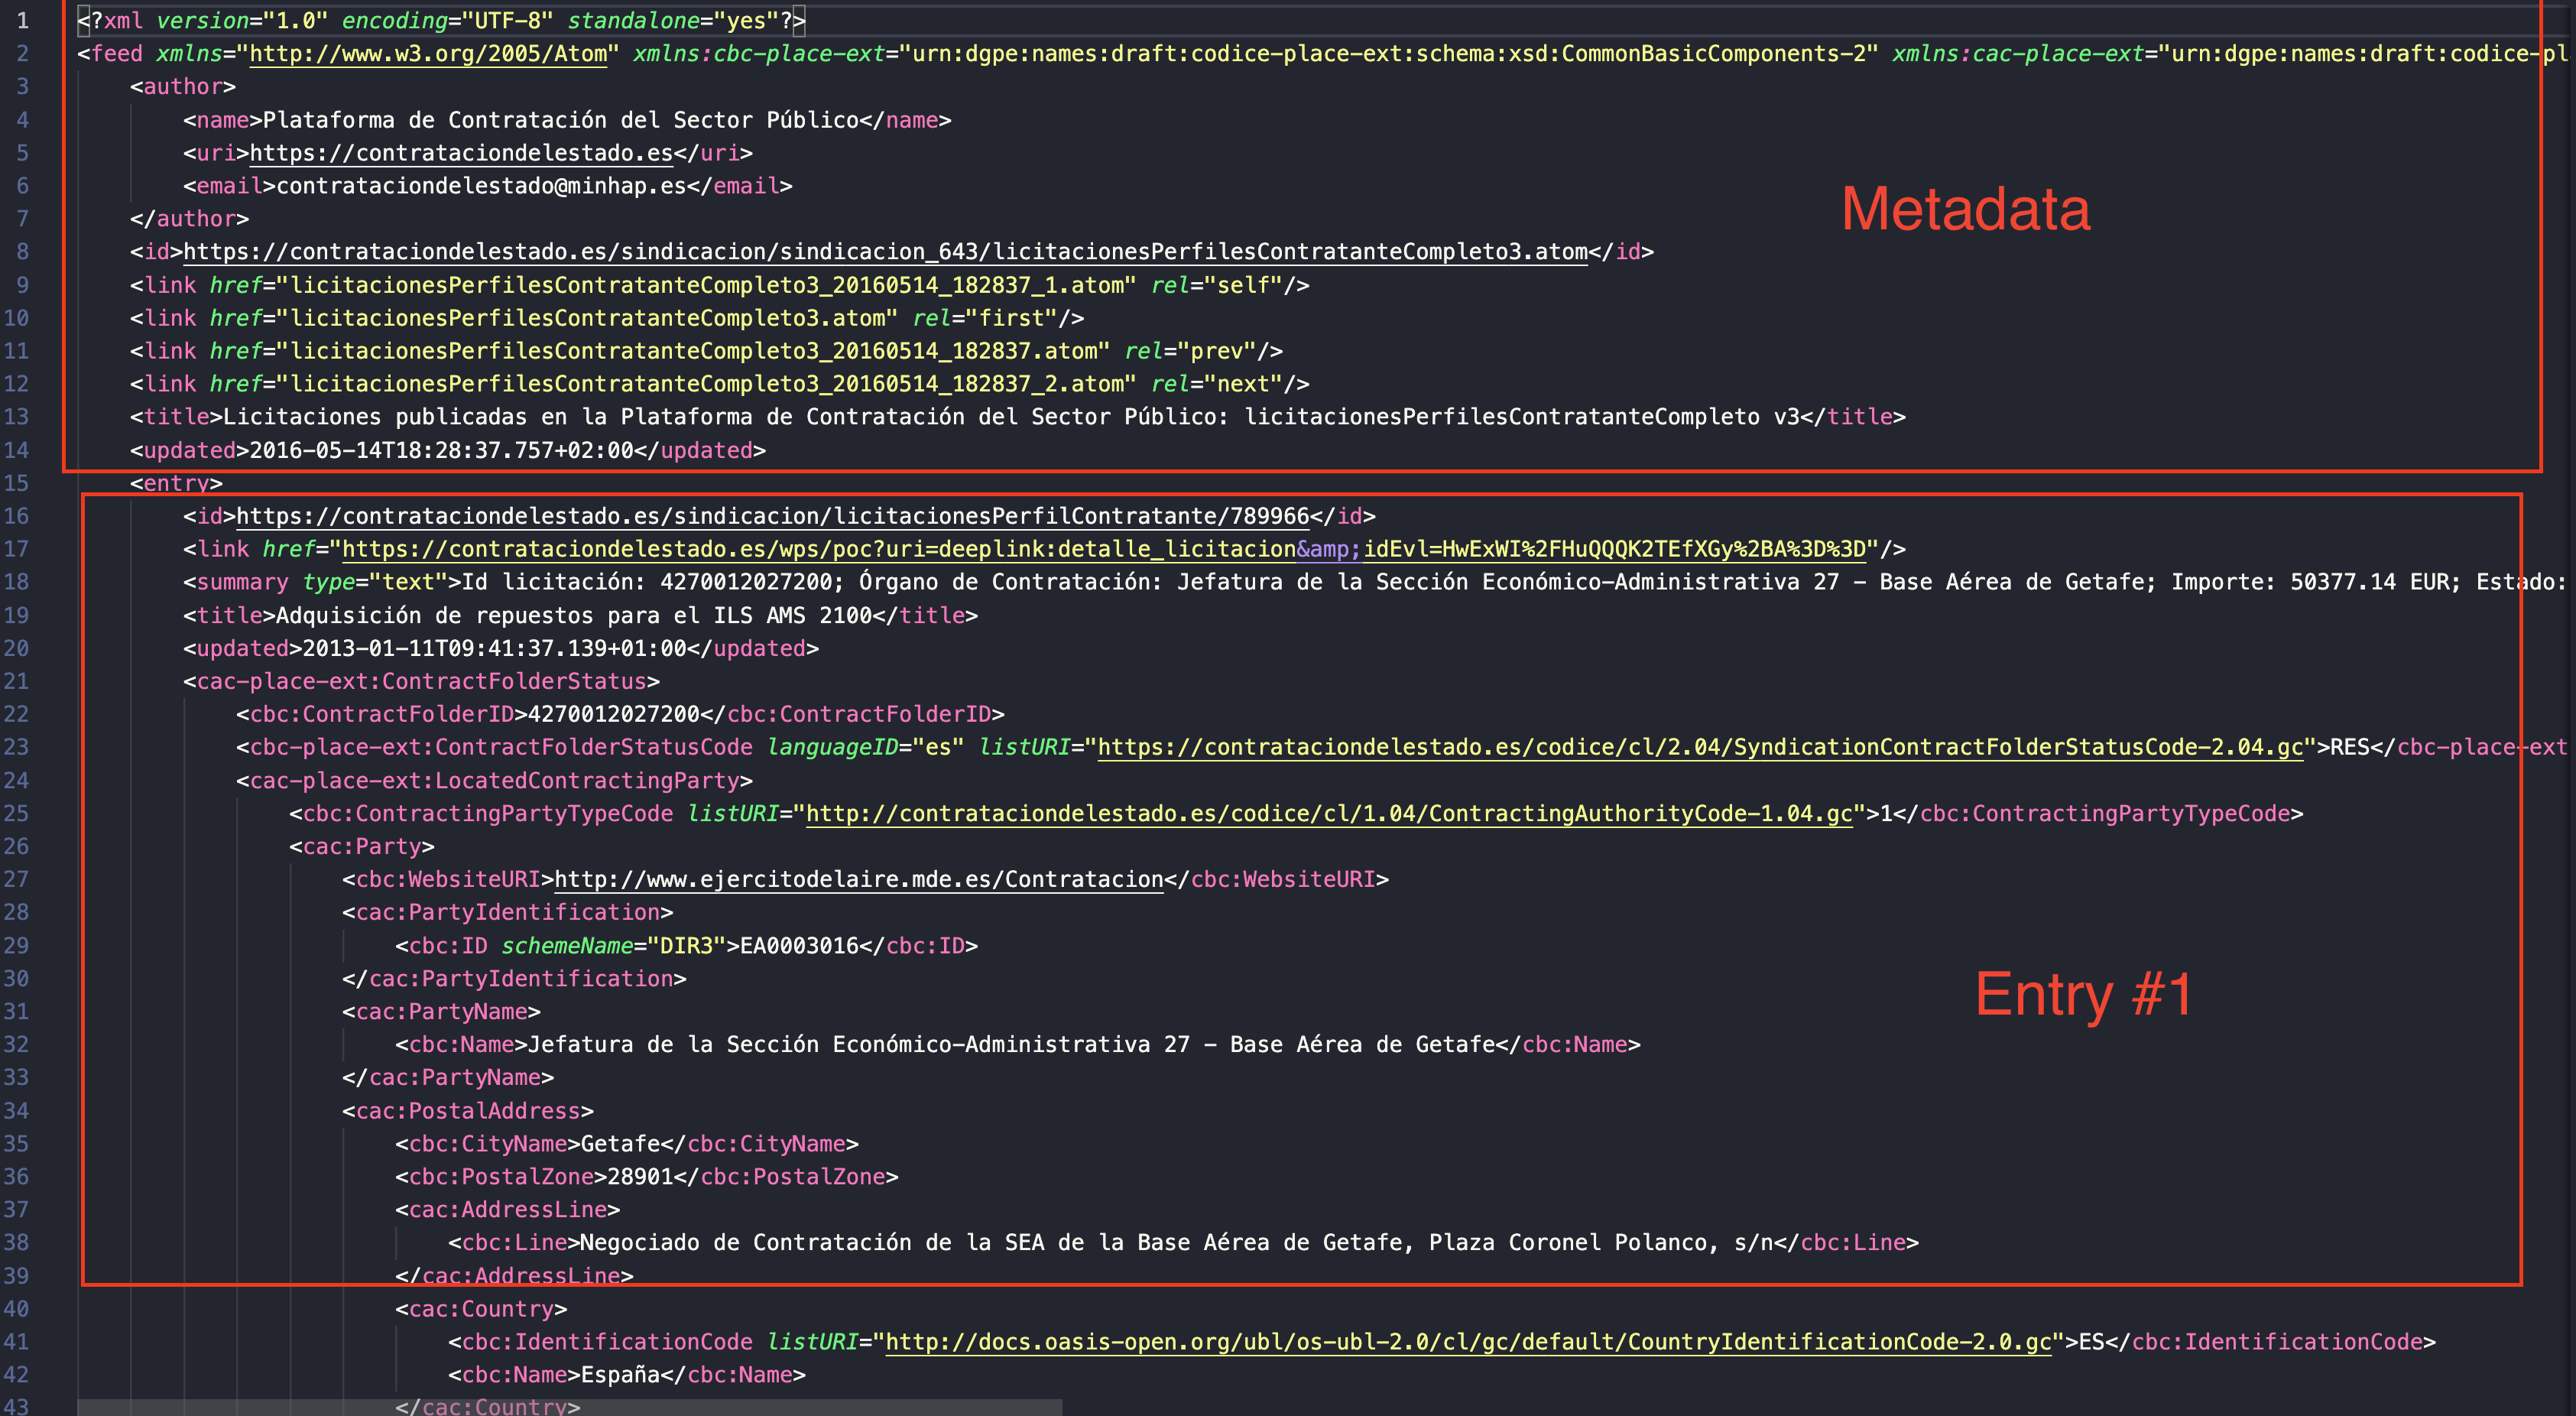 1 <?xml version="1.0" encoding="UTF-8" standalone="yes"?>
2 <feed xmlns="http://www.w3.org/2005/Atom" xmlns:cbc-place-ext="urn:dgpe:names:draft:codice-place-ext:schema:xsd:CommonBasicComponents-2" xmlns:cac-place-ext="urn:dgpe:names:draft:codice-pl
3 <author>
4 <name>Plataforma de Contratación del Sector Público</name>
5 <uri>https://contrataciondelestado.es</uri>
6 <email>contrataciondelestado@minhap.es</email>
Metadata
7 </author>
8 <id>https://contrataciondelestado.es/sindicacion/sindicacion_643/licitacionesPerfilesContratanteCompleto3.atom</id>
9 <link href="licitacionesPerfilesContratanteCompleto3_20160514_182837_1.atom" rel="self"/>
10 <link href="licitacionesPerfilesContratanteCompleto3.atom" rel="first"/>
11 <link href="licitacionesPerfilesContratanteCompleto3_20160514_182837.atom" rel="prev"/>
12 <link href="licitacionesPerfilesContratanteCompleto3_20160514_182837_2.atom" rel="next"/>
13 <title>Licitaciones publicadas en la Plataforma de Contratación del Sector Público: licitacionesPerfilesContratanteCompleto v3</title>
14 <updated>2016-05-14T18:28:37.757+02:00</updated>
15 <entry>
16 <id>https://contrataciondelestado.es/sindicacion/licitacionesPerfilContratante/789966</id>
17 <link href="https://contrataciondelestado.es/wps/poc?uri=deeplink:detalle_licitacion&amp;idEvl=HwExWI%2FHuQQQK2TEfXGy%2BA%3D%3D"/>
18 <summary type="text">Id licitación: 4270012027200; Órgano de Contratación: Jefatura de la Sección Económico-Administrativa 27 – Base Aérea de Getafe; Importe: 50377.14 EUR; Estado:
19 <title>Adquisición de repuestos para el ILS AMS 2100</title>
20 <updated>2013-01-11T09:41:37.139+01:00</updated>
21 <cac-place-ext:ContractFolderStatus>
22 <cbc:ContractFolderID>4270012027200</cbc:ContractFolderID>
23 <cbc-place-ext:ContractFolderStatusCode languageID="es" listURI="https://contrataciondelestado.es/codice/cl/2.04/SyndicationContractFolderStatusCode-2.04.gc">RES</cbc-place-ext
24 <cac-place-ext:LocatedContractingParty>
25 <cbc:ContractingPartyTypeCode listURI="http://contrataciondelestado.es/codice/cl/1.04/ContractingAuthorityCode-1.04.gc">1</cbc:ContractingPartyTypeCode>
26 <cac:Party>
27 <cbc:WebsiteURI>http://www.ejercitodelaire.mde.es/Contratacion</cbc:WebsiteURI>
28 <cac:PartyIdentification>
29 <cbc:ID schemeName="DIR3">EA0003016</cbc:ID>
30 </cac:PartyIdentification>
Entry #1
31 <cac:PartyName>
32 <cbc:Name>Jefatura de la Sección Económico-Administrativa 27 – Base Aérea de Getafe</cbc:Name>
33 </cac:PartyName>
34 <cac:PostalAddress>
35 <cbc:CityName>Getafe</cbc:CityName>
36 <cbc:PostalZone>28901</cbc:PostalZone>
37 <cac:AddressLine>
38 <cbc:Line>Negociado de Contratación de la SEA de la Base Aérea de Getafe, Plaza Coronel Polanco, s/n</cbc:Line>
39 </cac:AddressLine>
40 <cac:Country>
41 <cbc:IdentificationCode listURI="http://docs.oasis-open.org/ubl/os-ubl-2.0/cl/gc/default/CountryIdentificationCode-2.0.gc">ES</cbc:IdentificationCode>
42 <cbc:Name>España</cbc:Name>
43 </cac:Country>